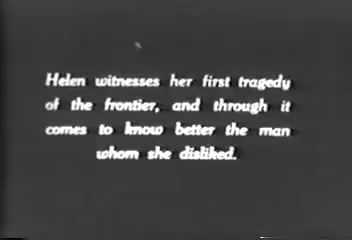 Helen witnesses her first tragedy
of the frontier, and through it
comes to know better the man
whom she disliked.